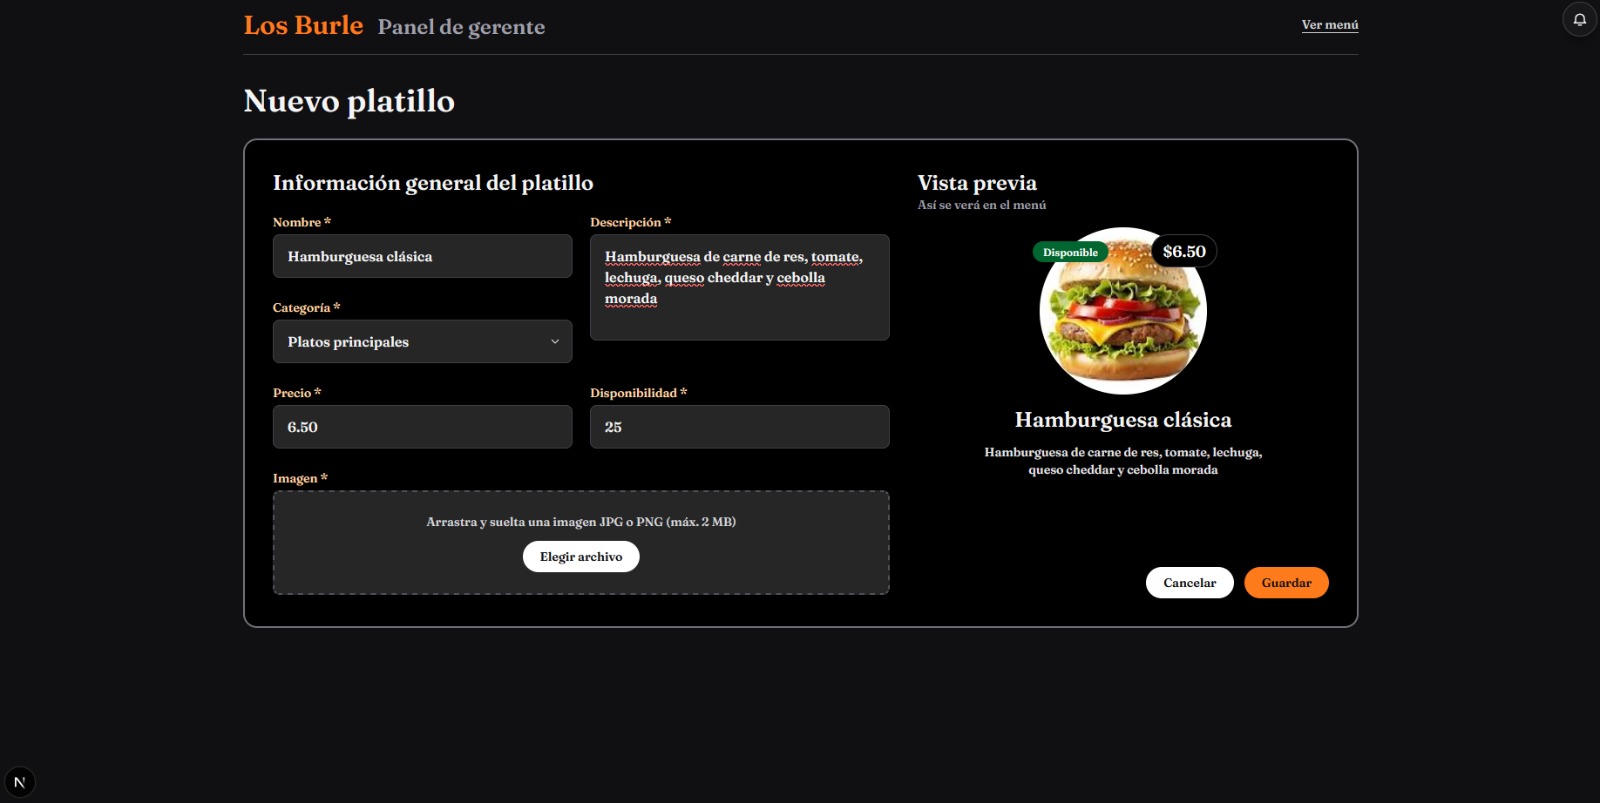 Los Burle Panel de gerente
Ver menú
Nuevo platillo
Información general del platillo
Nombre *
Hamburguesa clásica
Descripción *
Hamburguesa de carne de res, tomate,
lechuga, queso cheddar y cebolla
morada
Categoría *
Platos principales
Precio *
6.50
Disponibilidad *
25
Imagen *
Arrastra y suelta una imagen JPG o PNG (máx. 2 MB)
Elegir archivo
Vista previa
Así se verá en el menú
Disponible
$6.50
Hamburguesa clásica
Hamburguesa de carne de res, tomate, lechuga,
queso cheddar y cebolla morada
Cancelar
Guardar
N